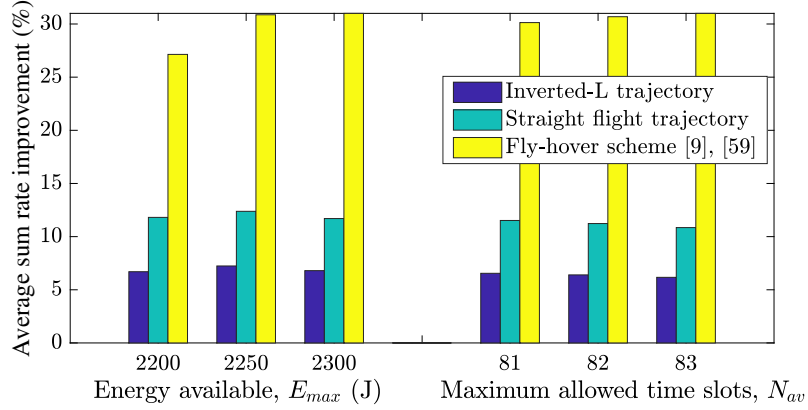 Average sum rate improvement (%)
30
25
20
15
10
5
0
Inverted-L trajectory
Straight flight trajectory
Fly-hover scheme [9], [59]
2200 2250 2300 81 82 83
Energy available, E_max (J) Maximum allowed time slots, N_av